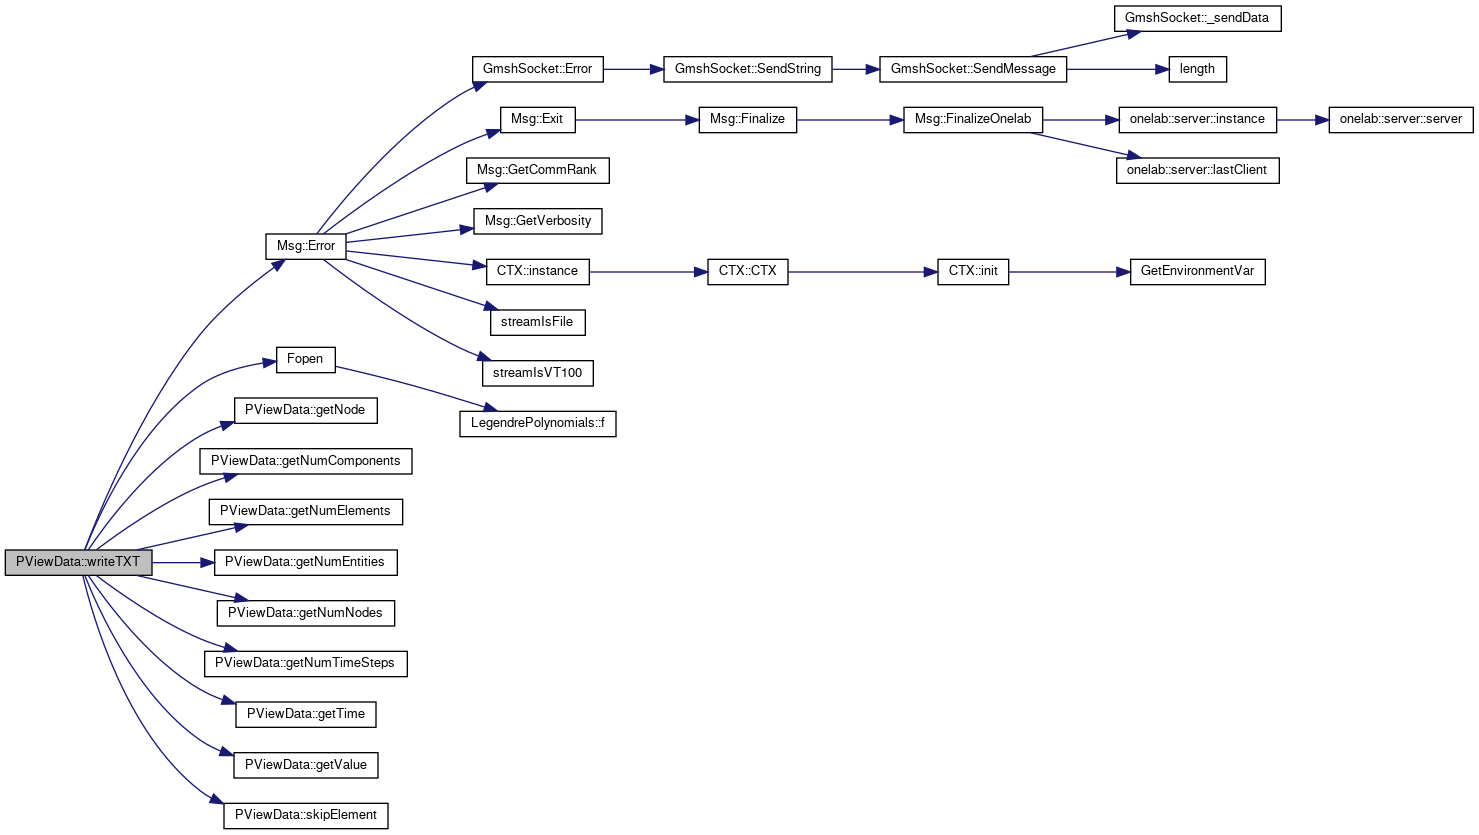 GmshSocket::_sendData
GmshSocket::Error
GmshSocket::SendString
GmshSocket::SendMessage
length
Msg::Exit
Msg::Finalize
Msg::FinalizeOnelab
onelab::server::instance
onelab::server::server
Msg::GetCommRank
onelab::server::lastClient
Msg::GetVerbosity
Msg::Error
CTX::instance
CTX::CTX
CTX::init
GetEnvironmentVar
streamIsFile
Fopen
streamIsVT100
PViewData::getNode
LegendrePolynomials::f
PViewData::getNumComponents
PViewData::getNumElements
PViewData::writeTXT
PViewData::getNumEntities
PViewData::getNumNodes
PViewData::getNumTimeSteps
PViewData::getTime
PViewData::getValue
PViewData::skipElement